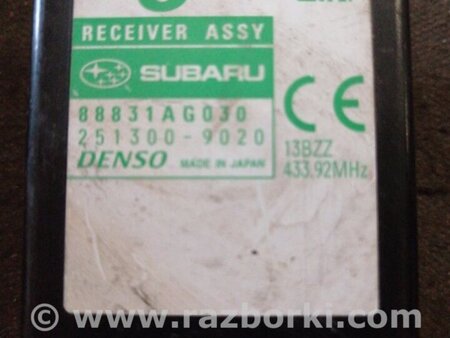 RECEIVER ASSY
SUBARU
88831AG030
251300-9020
DENSO MADE IN JAPAN
CE
13BZZ
433,92MHz
© www.razborki.com